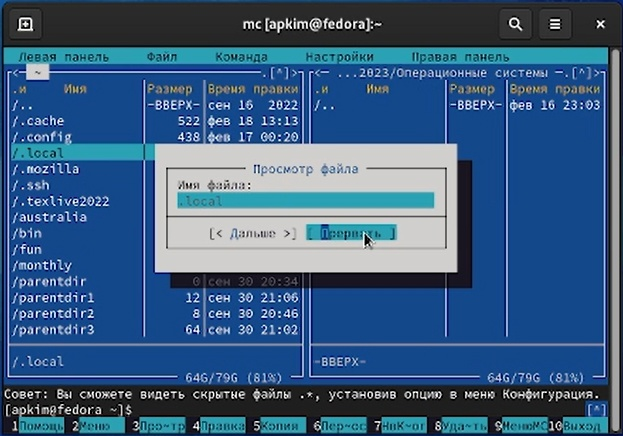 mc [apkim@fedora]:~
Левая панель Файл Команда Настройки Правая панель
<— ~ .[^]> <— ...2023/Операционные системы —.[^]>
.и Имя Размер Время правки .и Имя Размер Время правки
/.. -ВВЕРХ- сен 16 2022 /.. -ВВЕРХ- фев 16 23:03
/.cache 522 фев 18 13:13
/.config 438 фев 17 00:20
/.local
/.mozilla
/.ssh
/.texlive2022
/australia
/bin
/fun
/monthly
/parentdir 0 сен 30 20:34
/parentdir1 12 сен 30 21:06
/parentdir2 8 сен 30 20:46
/parentdir3 64 сен 30 21:02
Просмотр файла
Имя файла:
.local
[< Дальше >] [ Прервать ]
/.local -ВВЕРХ-
64G/79G (81%) 64G/79G (81%)
Совет: Вы сможете видеть скрытые файлы .*, установив опцию в меню Конфигурация.
[apkim@fedora ~]$ [^]
1Помощь 2Меню 3Про~тр 4Правка 5Копия 6Пер~ос 7НвК~ог 8Уда~ть 9МенюМС 10Выход